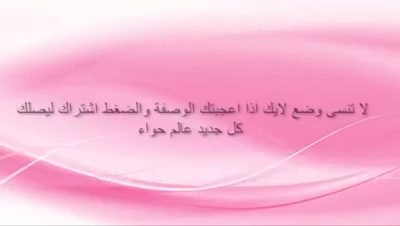 لا تنسى وضع لايك اذا اعجبتك الوصفة والضغط اشتراك ليصلك
كل جديد عالم حواء